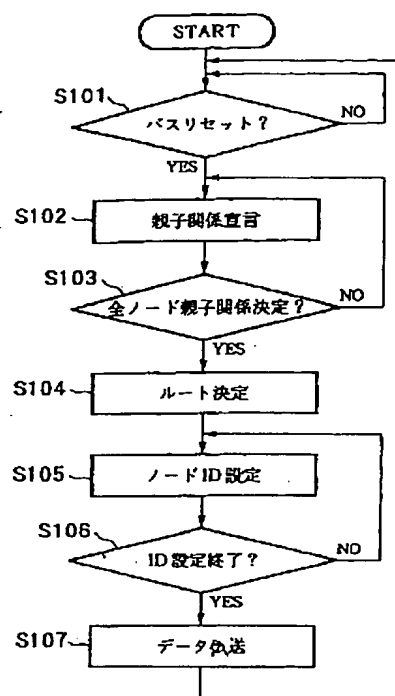 START
S101
バスリセット？
NO
YES
S102
親子関係宣言
S103
全ノード親子関係決定？
NO
YES
S104
ルート決定
S105
ノードID設定
S106
ID設定終了？
NO
YES
S107
データ伝送